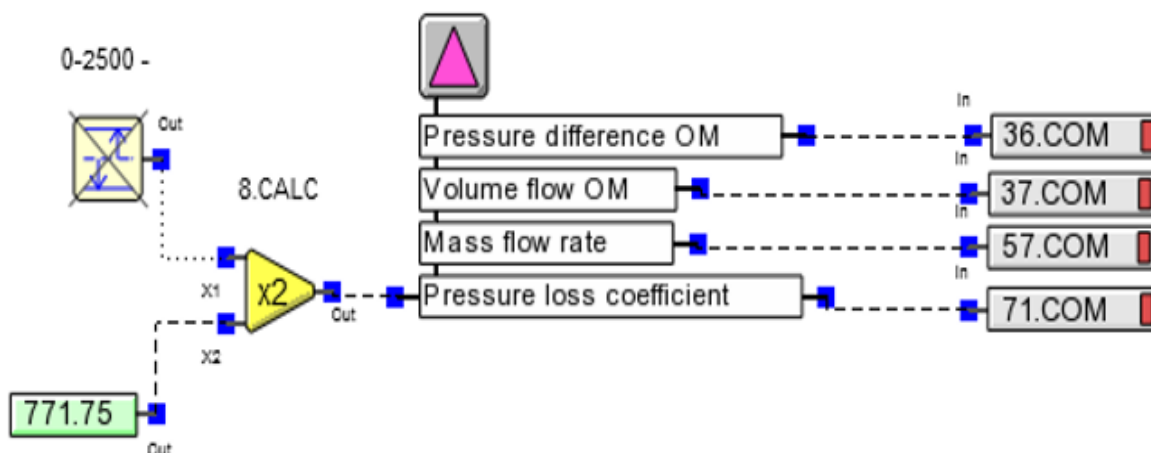 0-2500 -
Out
8.CALC
X1
x2
X2
Out
771.75
Out
Pressure difference OM
Volume flow OM
Mass flow rate
Pressure loss coefficient
In
36.COM
In
37.COM
In
57.COM
In
71.COM